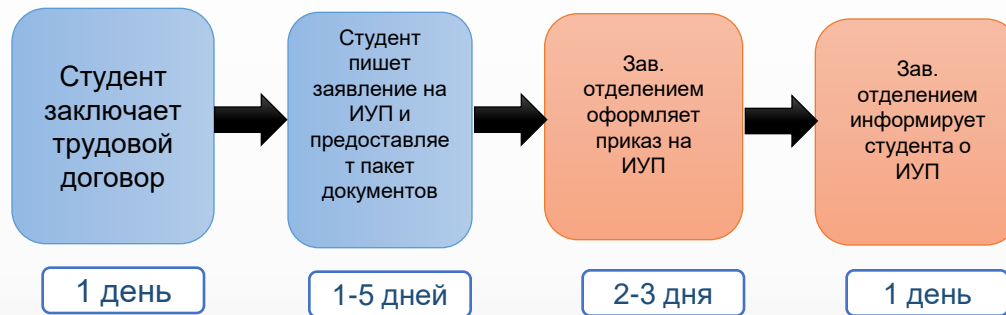 Студент
заключает
трудовой
договор
Студент
пишет
заявление на
ИУП и
предоставляе
т пакет
документов
Зав.
отделением
оформляет
приказ на
ИУП
Зав.
отделением
информирует
студента о
ИУП
1 день
1-5 дней
2-3 дня
1 день